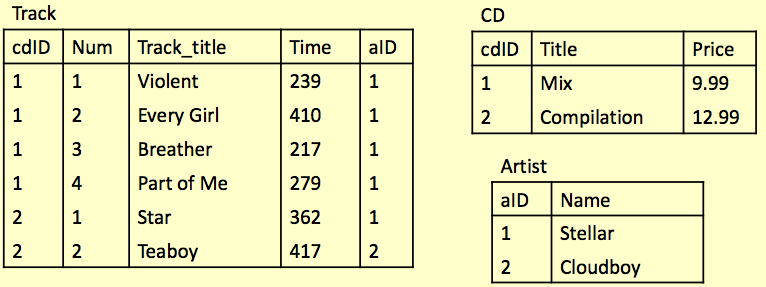 Track
cdID Num Track_title Time aID
1 1 Violent 239 1
1 2 Every Girl 410 1
1 3 Breather 217 1
1 4 Part of Me 279 1
2 1 Star 362 1
2 2 Teaboy 417 2
CD
cdID Title Price
1 Mix 9.99
2 Compilation 12.99
Artist
aID Name
1 Stellar
2 Cloudboy